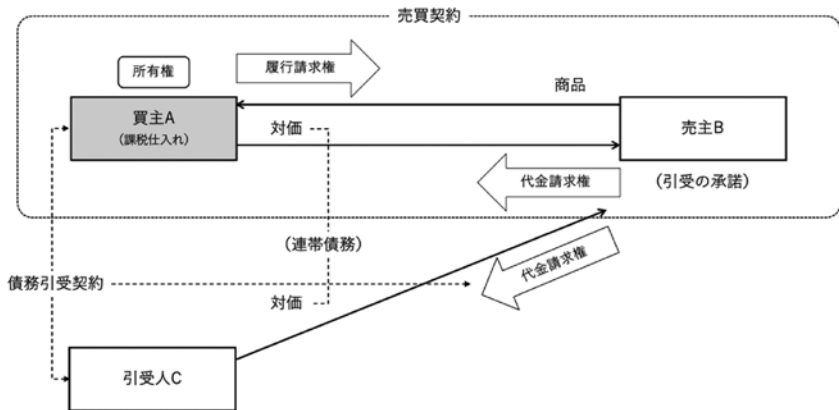 売買契約
所有権
履行請求権
商品
買主A
(課税仕入れ)
対価
売主B
代金請求権
(引受の承諾)
(連帯債務)
代金請求権
債務引受契約
対価
引受人C